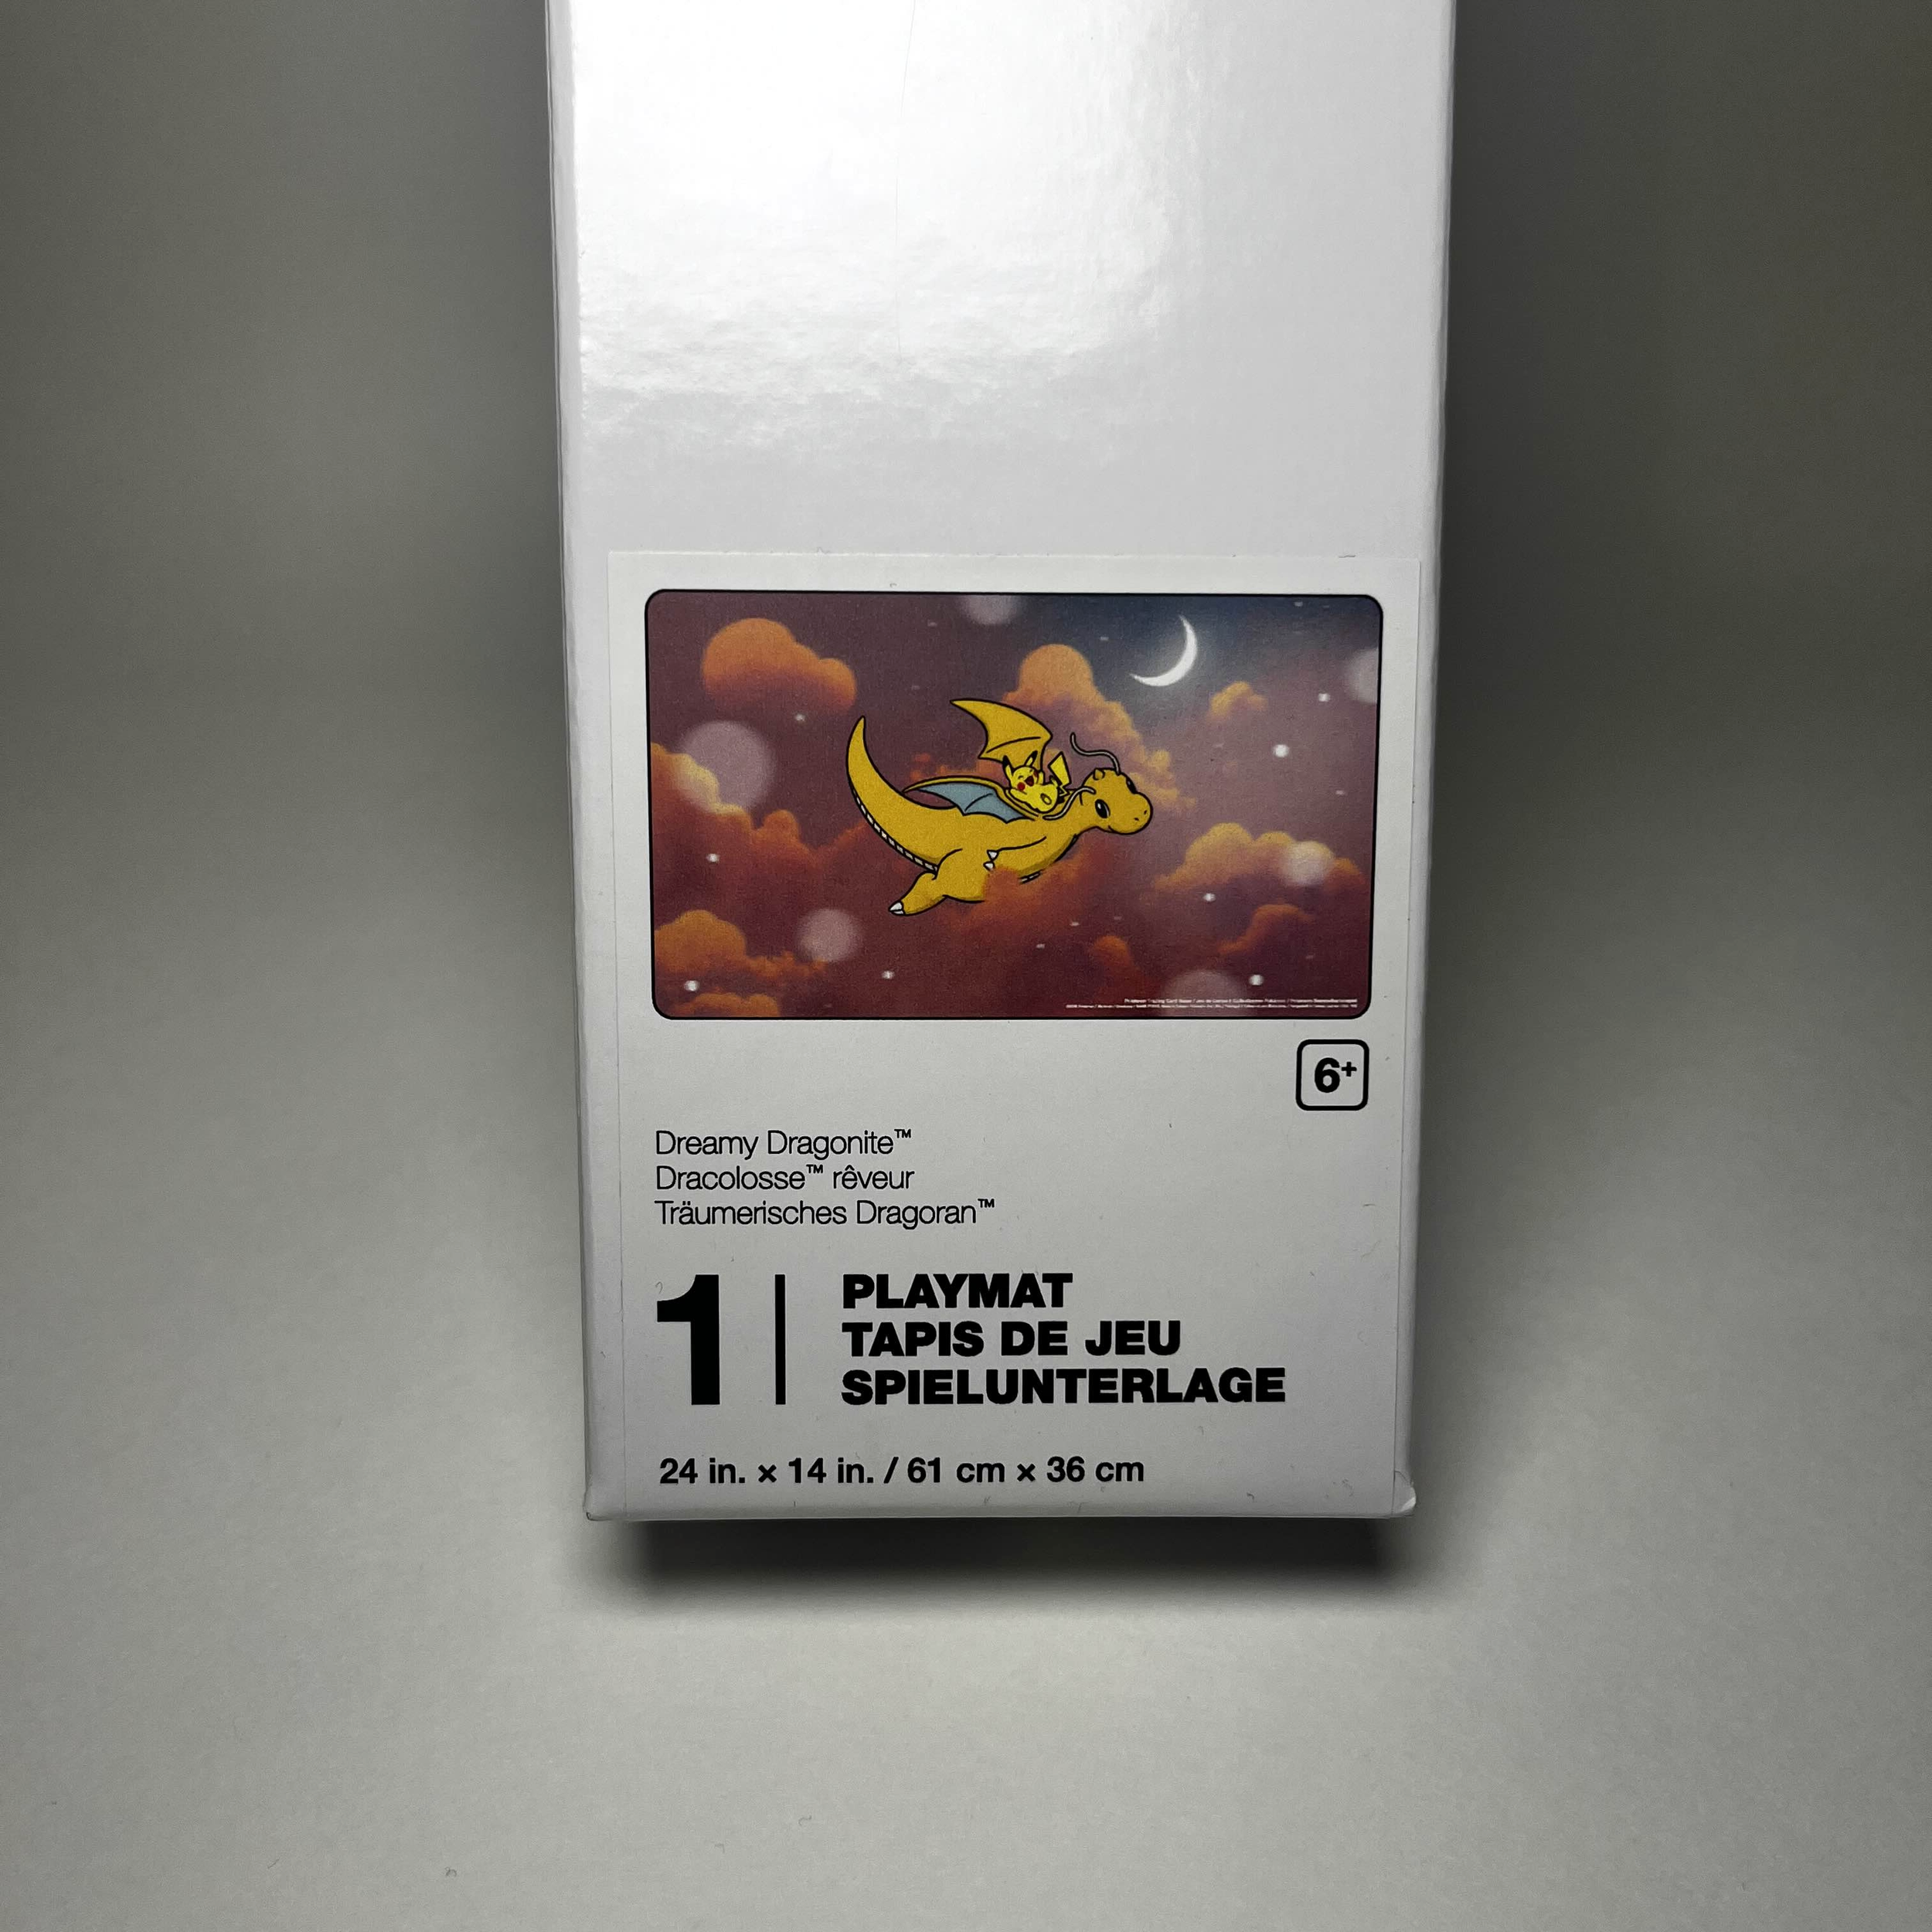 6+
Dreamy Dragonite™
Dracolosse™ rêveur
Träumerisches Dragoran™
1
PLAYMAT
TAPIS DE JEU
SPIELUNTERLAGE
24 in. × 14 in. / 61 cm × 36 cm